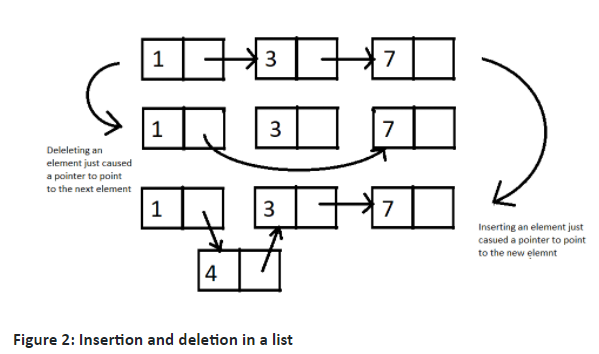 1 3 7
1 3 7
Deleleting an
element just caused
a pointer to point
to the next element
1 3 7
4
Inserting an element just
casued a pointer to point
to the new elemnt
Figure 2: Insertion and deletion in a list